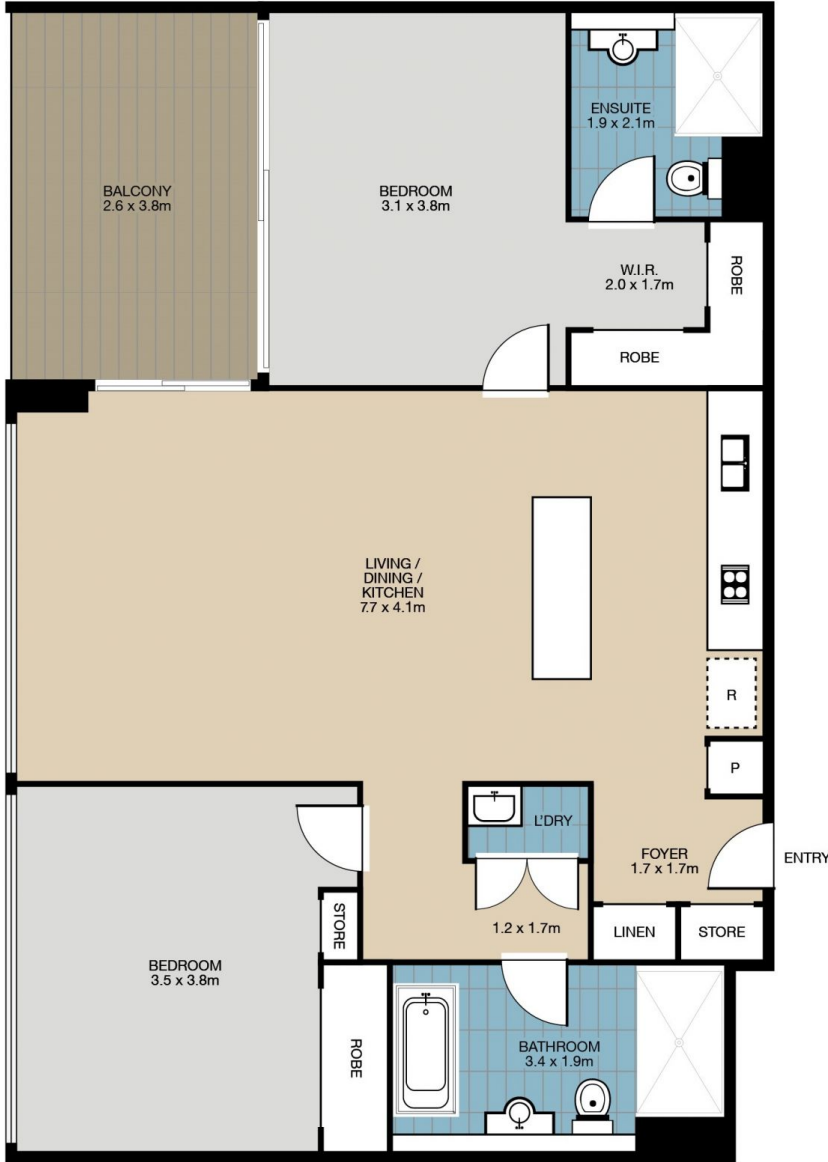 BALCONY
2.6 x 3.8m
BEDROOM
3.1 x 3.8m
ENSUITE
1.9 x 2.1m
W.I.R.
2.0 x 1.7m
ROBE
ROBE
LIVING /
DINING /
KITCHEN
7.7 x 4.1m
R
P
L'DRY
FOYER
1.7 x 1.7m
ENTRY
1.2 x 1.7m
LINEN
STORE
STORE
BEDROOM
3.5 x 3.8m
ROBE
BATHROOM
3.4 x 1.9m